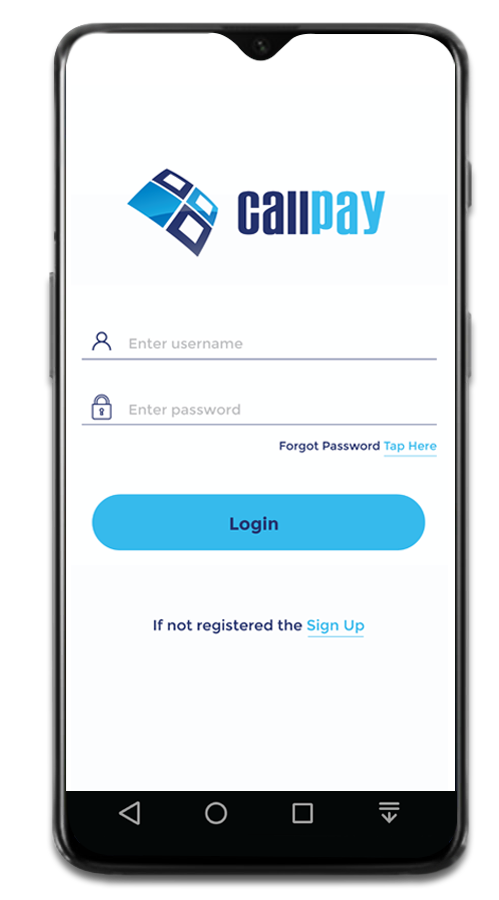 callpay
Enter username
Enter password
Forgot Password Tap Here
Login
If not registered the Sign Up